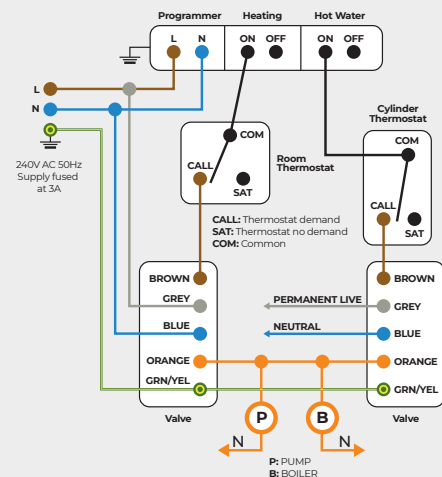 Programmer Heating Hot Water
L N ON OFF ON OFF
L
N
240V AC 50Hz
Supply fused
at 3A
COM
CALL
SAT
Room
Thermostat
Cylinder
Thermostat
COM
CALL
SAT
CALL: Thermostat demand
SAT: Thermostat no demand
COM: Common
BROWN
GREY
BLUE
ORANGE
GRN/YEL
Valve
PERMANENT LIVE
NEUTRAL
BROWN
GREY
BLUE
ORANGE
GRN/YEL
Valve
P B
N N
P: PUMP
B: BOILER